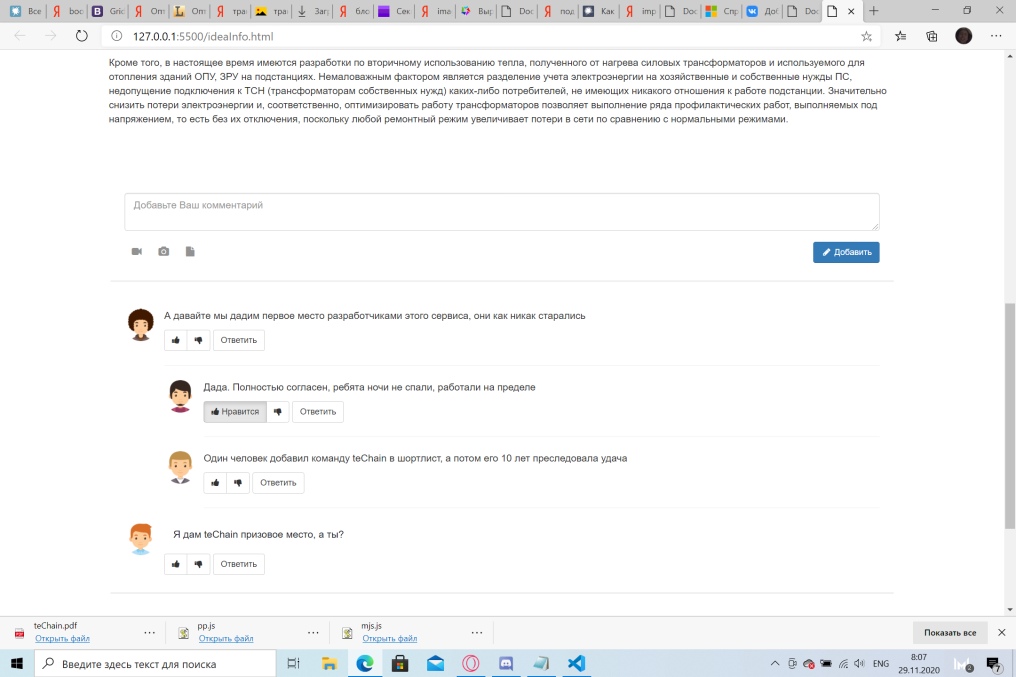 Все
boo
Gric
Опт
тра
тра
Заг
бло
Сек
ima
Выр
Doc
под
Как
imp
Doc
Спр
Доб
Doc
127.0.0.1:5500/ideaInfo.html
Кроме того, в настоящее время имеются разработки по вторичному использованию тепла, полученного от нагрева силовых трансформаторов и используемого для
отопления зданий ОПУ, ЗРУ на подстанциях. Немаловажным фактором является разделение учета электроэнергии на хозяйственные и собственные нужды ПС,
недопущение подключения к ТСН (трансформаторам собственных нужд) каких-либо потребителей, не имеющих никакого отношения к работе подстанции. Значительно
снизить потери электроэнергии и, соответственно, оптимизировать работу трансформаторов позволяет выполнение ряда профилактических работ, выполняемых под
напряжением, то есть без их отключения, поскольку любой ремонтный режим увеличивает потери в сети по сравнению с нормальными режимами.
Добавьте Ваш комментарий
Добавить
А давайте мы дадим первое место разработчиками этого сервиса, они как никак старались
Ответить
Дада. Полностью согласен, ребята ночи не спали, работали на пределе
Нравится Ответить
Один человек добавил команду teChain в шортлист, а потом его 10 лет преследовала удача
Ответить
Я дам teChain призовое место, а ты?
Ответить
teChain.pdf
Открыть файл
pp.js
Открыть файл
mjs.js
Открыть файл
Показать все
Введите здесь текст для поиска
ENG
8:07
29.11.2020
7